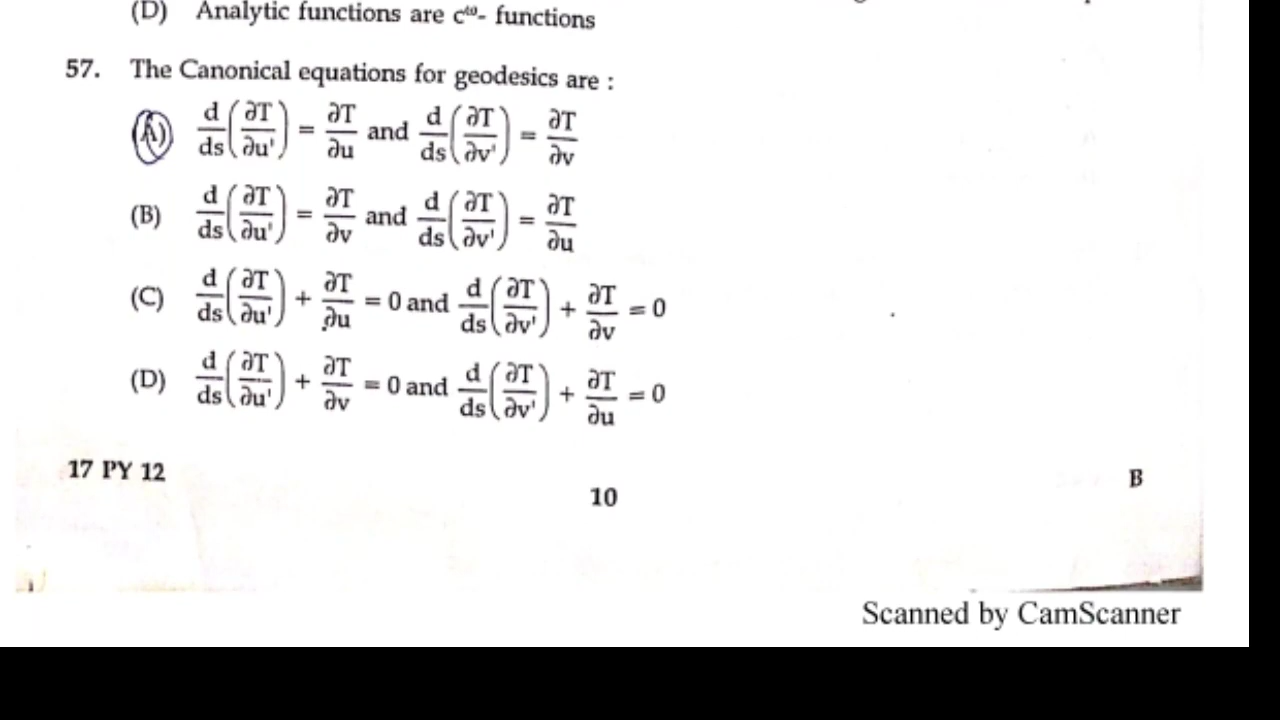 (D) Analytic functions are c^ω- functions
57. The Canonical equations for geodesics are :
(A) d/ds(∂T/∂u') = ∂T/∂u and d/ds(∂T/∂v') = ∂T/∂v
(B) d/ds(∂T/∂u') = ∂T/∂v and d/ds(∂T/∂v') = ∂T/∂u
(C) d/ds(∂T/∂u') + ∂T/∂u = 0 and d/ds(∂T/∂v') + ∂T/∂v = 0
(D) d/ds(∂T/∂u') + ∂T/∂v = 0 and d/ds(∂T/∂v') + ∂T/∂u = 0
17 PY 12
10
B
Scanned by CamScanner